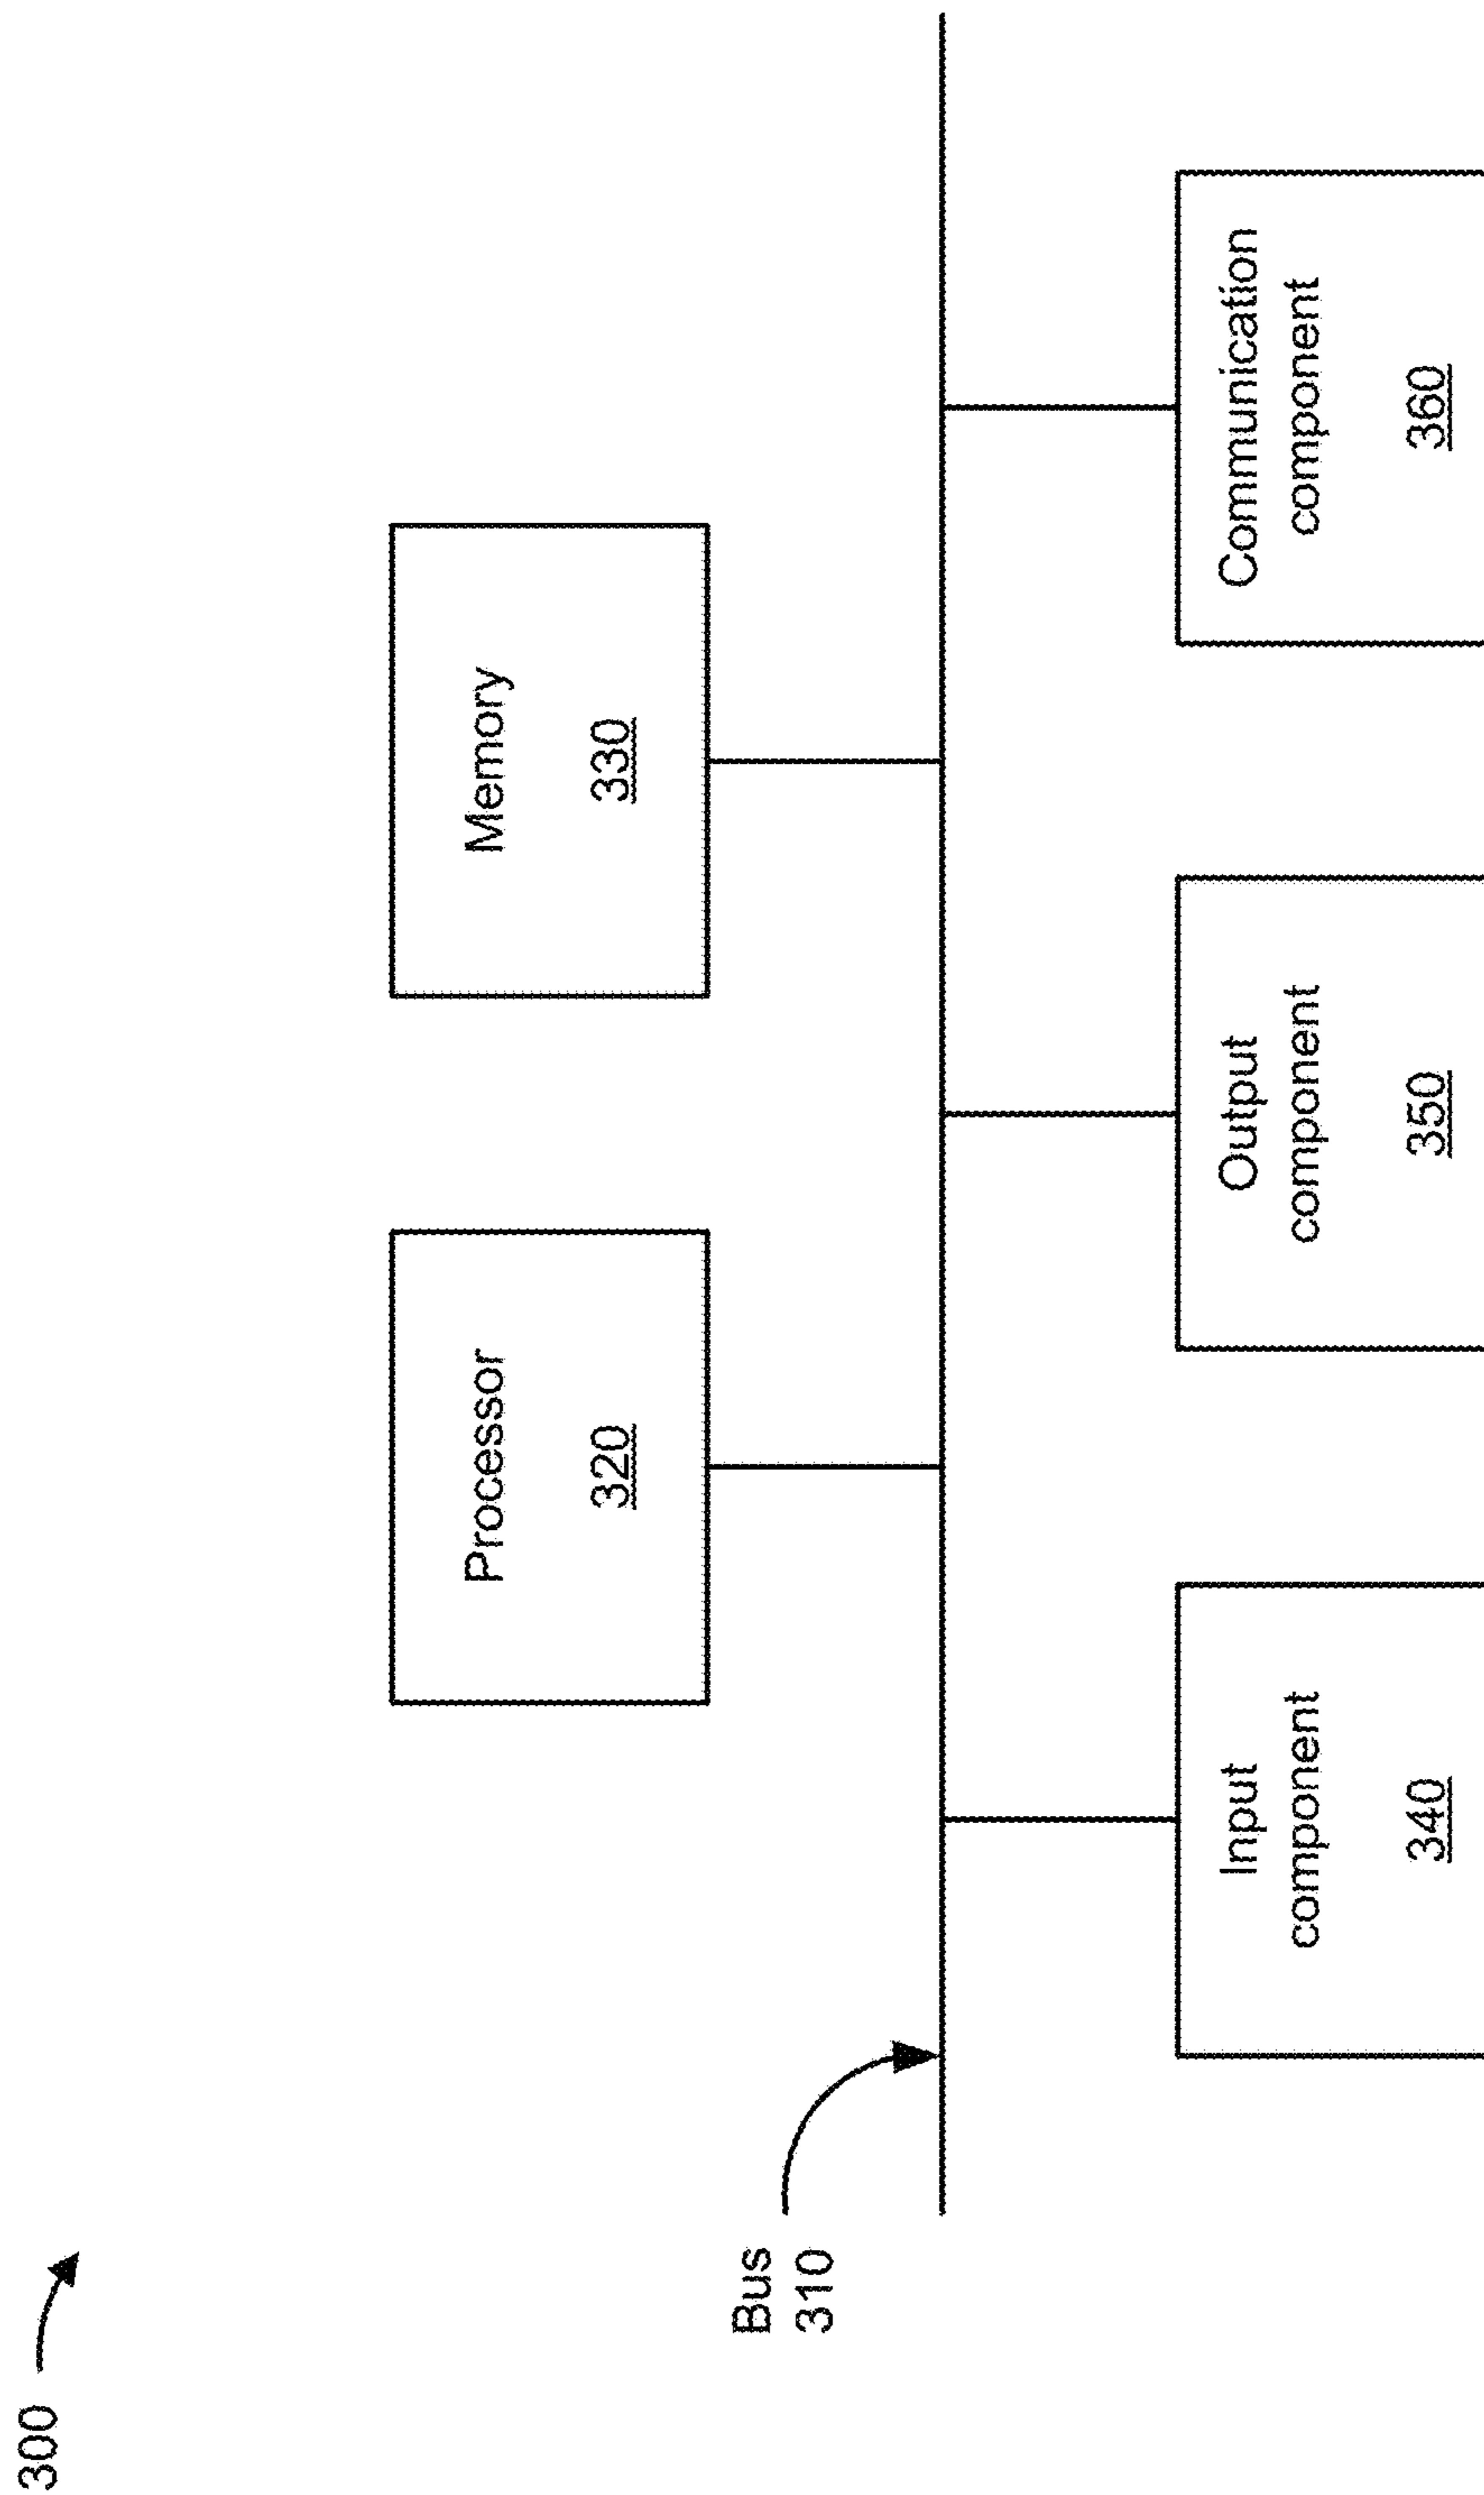 300
Processor
320
Memory
330
Bus
310
Input
component
340
Output
component
350
Communication
component
360